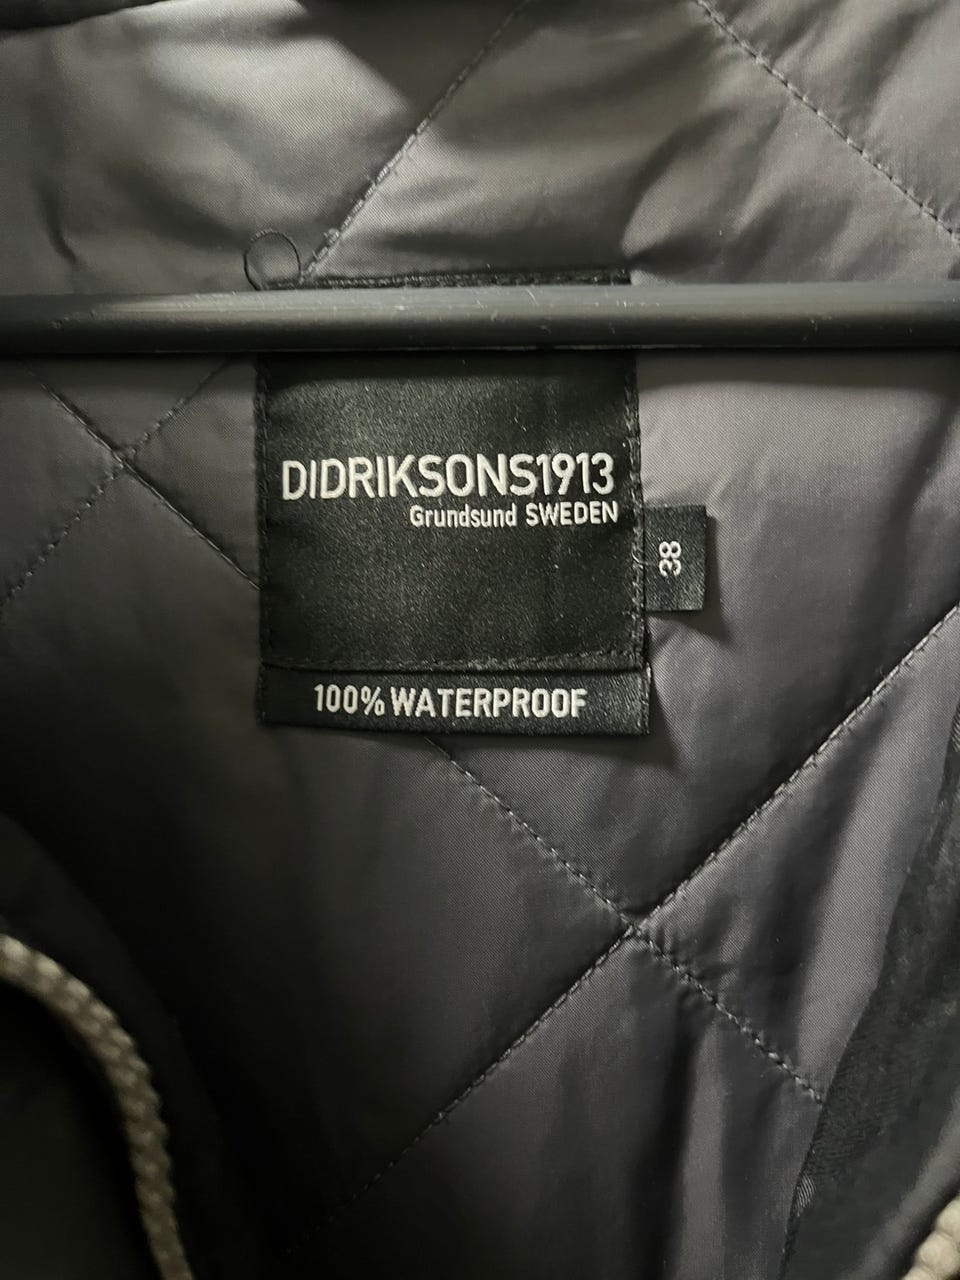 DIDRIKSONS1913
Grundsund SWEDEN
38
100% WATERPROOF